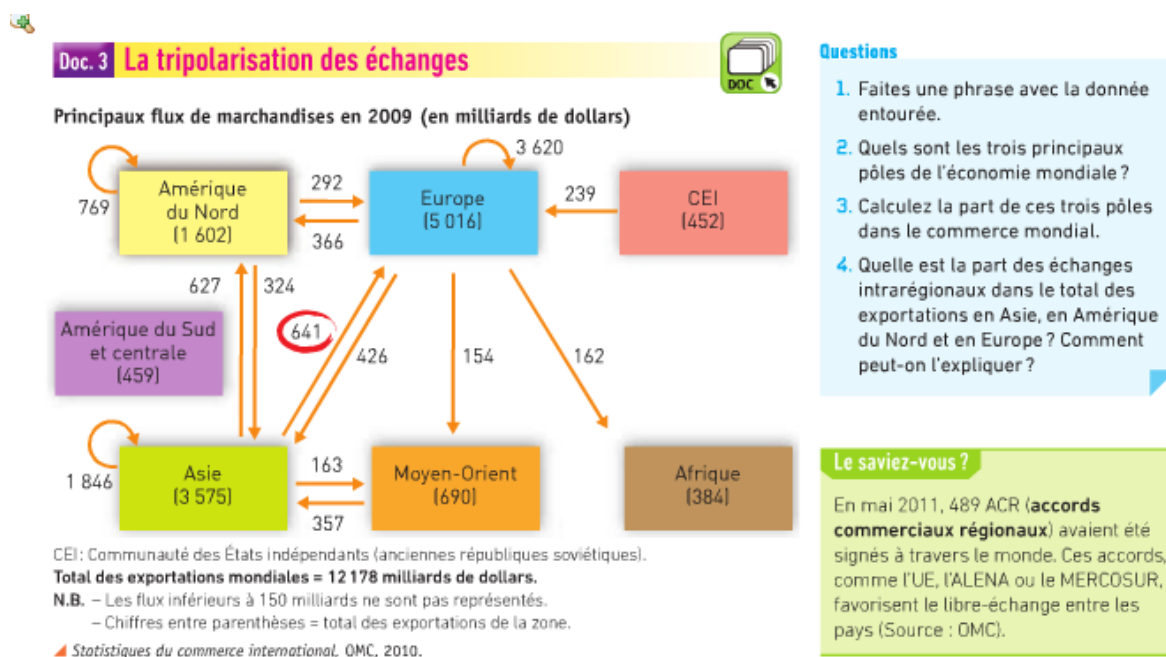 Doc. 3 La tripolarisation des échanges
DOC
Principaux flux de marchandises en 2009 (en milliards de dollars)
3 620
769
Amérique
du Nord
(1 602)
292
366
Europe
(5 016)
239
CEI
(452)
627
324
641
426
154
162
Amérique du Sud
et centrale
(459)
1 846
Asie
(3 575)
163
357
Moyen-Orient
(690)
Afrique
(384)
CEI : Communauté des États indépendants (anciennes républiques soviétiques).
Total des exportations mondiales = 12 178 milliards de dollars.
N.B. – Les flux inférieurs à 150 milliards ne sont pas représentés.
– Chiffres entre parenthèses = total des exportations de la zone.
Statistiques du commerce international, OMC, 2010.
Questions
1. Faites une phrase avec la donnée
entourée.
2. Quels sont les trois principaux
pôles de l'économie mondiale ?
3. Calculez la part de ces trois pôles
dans le commerce mondial.
4. Quelle est la part des échanges
intrarégionaux dans le total des
exportations en Asie, en Amérique
du Nord et en Europe ? Comment
peut-on l'expliquer ?
Le saviez-vous ?
En mai 2011, 489 ACR (accords
commerciaux régionaux) avaient été
signés à travers le monde. Ces accords,
comme l'UE, l'ALENA ou le MERCOSUR,
favorisent le libre-échange entre les
pays (Source : OMC).